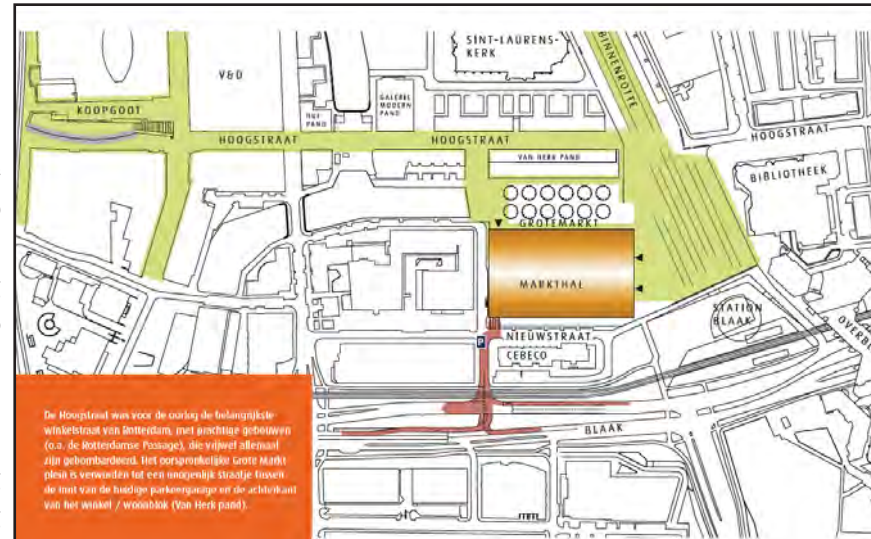 SINT-LAURENS-
KERK
BINNENROTTE
V&D
KOOPGOOT
GALERIE
MODERN
PAND
PAND
HOOGSTRAAT
HOOGSTRAAT
HOOGSTRAAT
VAN HERK PAND
BIBLIOTHEEK
GROTEMARKT
MARKTHAL
STATION
BLAAK
NIEUWSTRAAT
P
CEBECO
BLAAK
De Hoogstraat was voor de oorlog de belangrijkste
winkelstraat van Rotterdam, met prachtige gebouwen
(o.a. de Rotterdamse Passage), die vrijwel allemaal
zijn gebombardeerd. Het oorspronkelijke Grote Markt
plein is verworden tot een onooglijk straatje tussen
de inrit van de huidige parkeergarage en de achterkant
van het winkel / woonblok (Van Herk pand).